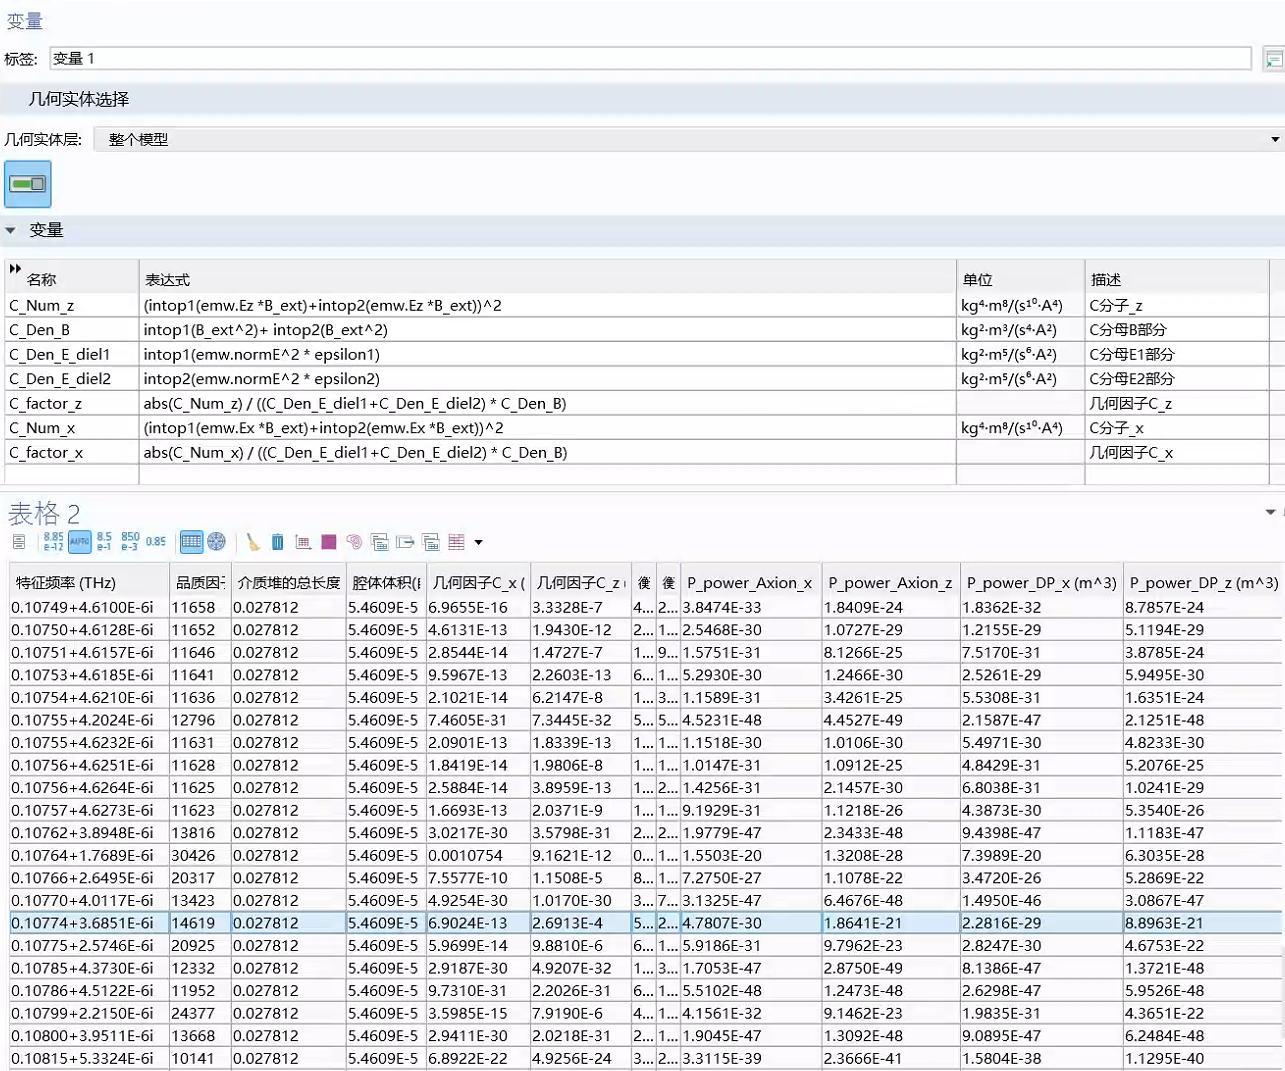 变量
标签: 变量 1
几何实体选择
几何实体层: 整个模型
变量
名称 表达式 单位 描述
C_Num_z (intop1(emw.Ez *B_ext)+intop2(emw.Ez *B_ext))^2 kg⁴·m⁸/(s¹⁰·A⁴) C分子_z
C_Den_B intop1(B_ext^2)+ intop2(B_ext^2) kg²·m³/(s⁴·A²) C分母B部分
C_Den_E_diel1 intop1(emw.normE^2 * epsilon1) kg²·m⁵/(s⁶·A²) C分母E1部分
C_Den_E_diel2 intop2(emw.normE^2 * epsilon2) kg²·m⁵/(s⁶·A²) C分母E2部分
C_factor_z abs(C_Num_z) / ((C_Den_E_diel1+C_Den_E_diel2) * C_Den_B) 几何因子C_z
C_Num_x (intop1(emw.Ex *B_ext)+intop2(emw.Ex *B_ext))^2 kg⁴·m⁸/(s¹⁰·A⁴) C分子_x
C_factor_x abs(C_Num_x) / ((C_Den_E_diel1+C_Den_E_diel2) * C_Den_B) 几何因子C_x
表格 2
8.85 e-12 AUTO 8.5 e-1 850 e-3 0.85
特征频率 (THz) 品质因子 介质堆的总长度 腔体体积( 几何因子C_x ( 几何因子C_z ( P_power_Axion_x P_power_Axion_z P_power_DP_x (m^3) P_power_DP_z (m^3)
0.10749+4.6100E-6i 11658 0.027812 5.4609E-5 6.9655E-16 3.3328E-7 4... 2... 3.8474E-33 1.8409E-24 1.8362E-32 8.7857E-24
0.10750+4.6128E-6i 11652 0.027812 5.4609E-5 4.6131E-13 1.9430E-12 2... 1... 2.5468E-30 1.0727E-29 1.2155E-29 5.1194E-29
0.10751+4.6157E-6i 11646 0.027812 5.4609E-5 2.8544E-14 1.4727E-7 1... 9... 1.5751E-31 8.1266E-25 7.5170E-31 3.8785E-24
0.10753+4.6185E-6i 11641 0.027812 5.4609E-5 9.5967E-13 2.2603E-13 6... 1... 5.2930E-30 1.2466E-30 2.5261E-29 5.9495E-30
0.10754+4.6210E-6i 11636 0.027812 5.4609E-5 2.1021E-14 6.2147E-8 1... 3... 1.1589E-31 3.4261E-25 5.5308E-31 1.6351E-24
0.10755+4.2024E-6i 12796 0.027812 5.4609E-5 7.4605E-31 7.3445E-32 5... 5... 4.5231E-48 4.4527E-49 2.1587E-47 2.1251E-48
0.10755+4.6232E-6i 11631 0.027812 5.4609E-5 2.0901E-13 1.8339E-13 1... 1... 1.1518E-30 1.0106E-30 5.4971E-30 4.8233E-30
0.10756+4.6251E-6i 11628 0.027812 5.4609E-5 1.8419E-14 1.9806E-8 1... 1... 1.0147E-31 1.0912E-25 4.8429E-31 5.2076E-25
0.10756+4.6264E-6i 11625 0.027812 5.4609E-5 2.5884E-14 3.8959E-13 1... 2... 1.4256E-31 2.1457E-30 6.8038E-31 1.0241E-29
0.10757+4.6273E-6i 11623 0.027812 5.4609E-5 1.6693E-13 2.0371E-9 1... 1... 9.1929E-31 1.1218E-26 4.3873E-30 5.3540E-26
0.10762+3.8948E-6i 13816 0.027812 5.4609E-5 3.0217E-30 3.5798E-31 2... 2... 1.9779E-47 2.3433E-48 9.4398E-47 1.1183E-47
0.10764+1.7689E-6i 30426 0.027812 5.4609E-5 0.0010754 9.1621E-12 0... 1... 1.5503E-20 1.3208E-28 7.3989E-20 6.3035E-28
0.10766+2.6495E-6i 20317 0.027812 5.4609E-5 7.5577E-10 1.1508E-5 8... 1... 7.2750E-27 1.1078E-22 3.4720E-26 5.2869E-22
0.10770+4.0117E-6i 13423 0.027812 5.4609E-5 4.9254E-30 1.0170E-30 3... 7... 3.1325E-47 6.4676E-48 1.4950E-46 3.0867E-47
0.10774+3.6851E-6i 14619 0.027812 5.4609E-5 6.9024E-13 2.6913E-4 5... 2... 4.7807E-30 1.8641E-21 2.2816E-29 8.8963E-21
0.10775+2.5746E-6i 20925 0.027812 5.4609E-5 5.9699E-14 9.8810E-6 6... 1... 5.9186E-31 9.7962E-23 2.8247E-30 4.6753E-22
0.10785+4.3730E-6i 12332 0.027812 5.4609E-5 2.9187E-30 4.9207E-32 1... 3... 1.7053E-47 2.8750E-49 8.1386E-47 1.3721E-48
0.10786+4.5122E-6i 11952 0.027812 5.4609E-5 9.7310E-31 2.2026E-31 6... 1... 5.5102E-48 1.2473E-48 2.6298E-47 5.9526E-48
0.10799+2.2150E-6i 24377 0.027812 5.4609E-5 3.5985E-15 7.9190E-6 4... 1... 4.1561E-32 9.1462E-23 1.9835E-31 4.3651E-22
0.10800+3.9511E-6i 13668 0.027812 5.4609E-5 2.9411E-30 2.0218E-31 2... 1... 1.9045E-47 1.3092E-48 9.0895E-47 6.2484E-48
0.10815+5.3324E-6i 10141 0.027812 5.4609E-5 6.8922E-22 4.9256E-24 3... 2... 3.3115E-39 2.3666E-41 1.5804E-38 1.1295E-40